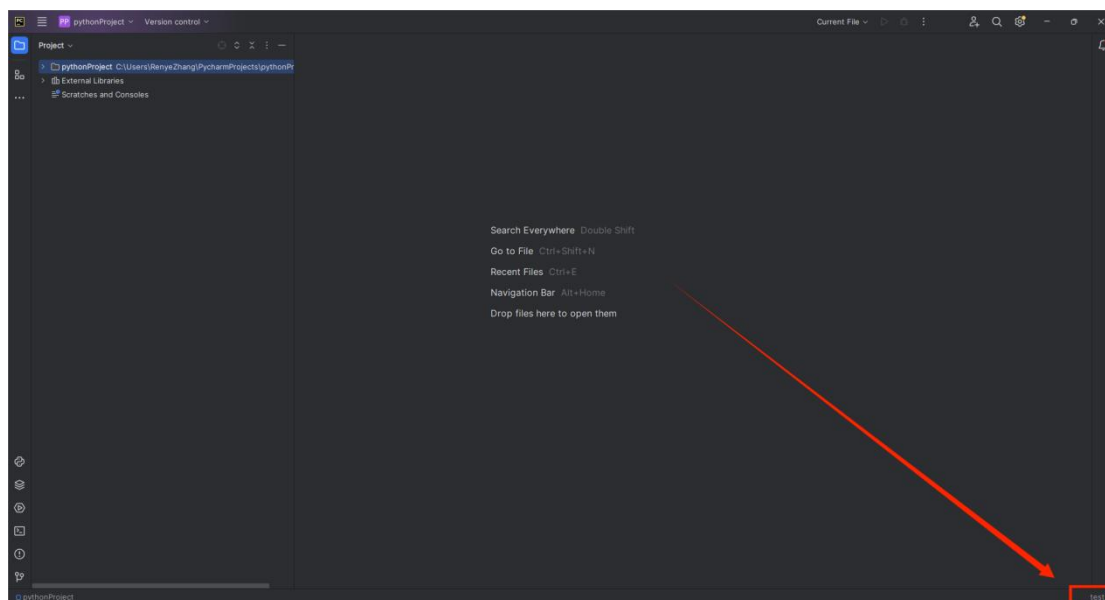 PC PP pythonProject Version control Current File
Project
pythonProject C:\Users\RenyeZhang\PycharmProjects\pythonPr
External Libraries
Scratches and Consoles
Search Everywhere Double Shift
Go to File Ctrl+Shift+N
Recent Files Ctrl+E
Navigation Bar Alt+Home
Drop files here to open them
pythonProject test